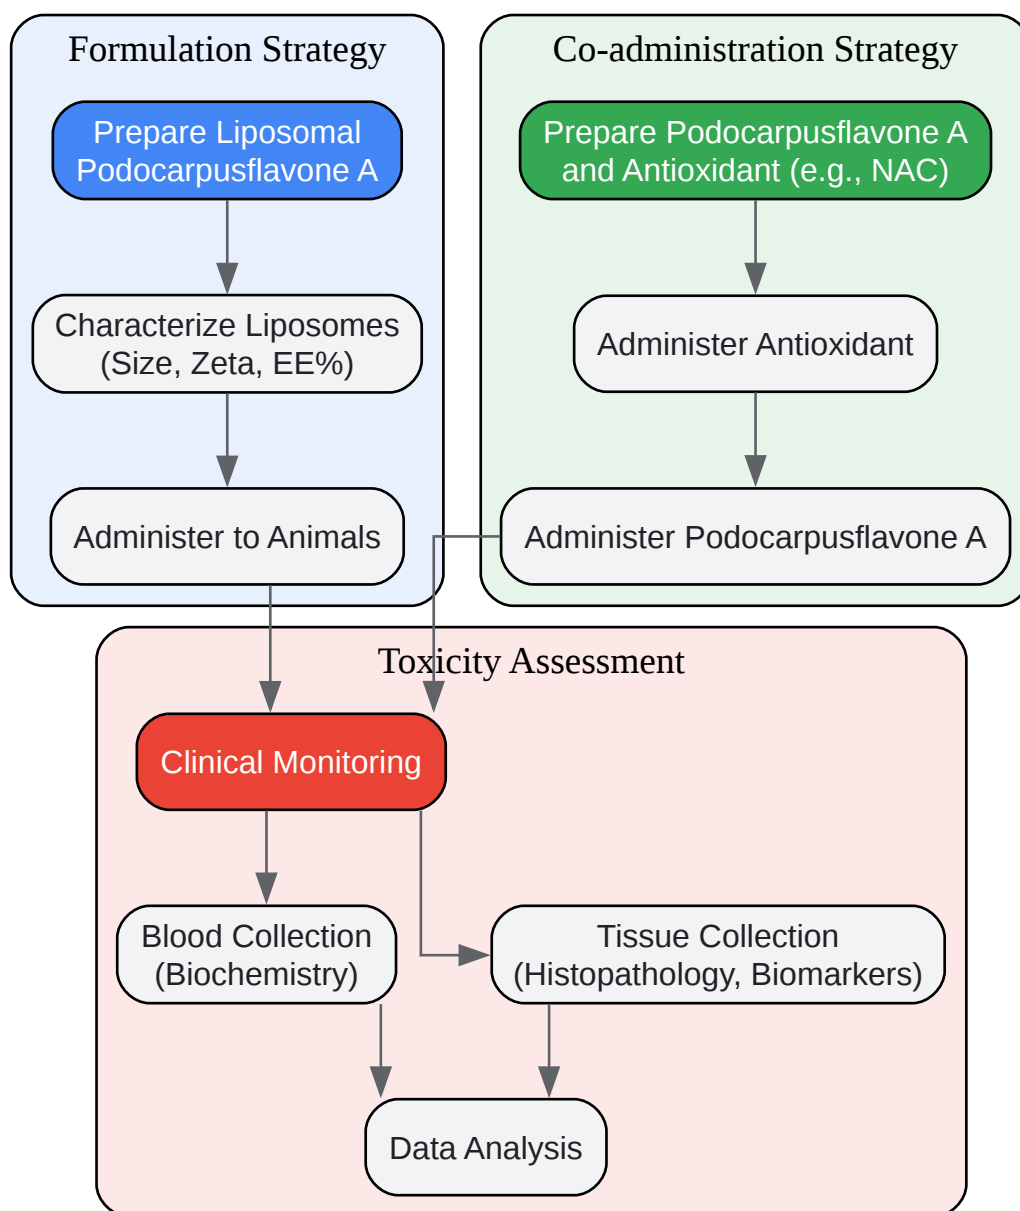 Formulation Strategy
Prepare Liposomal
Podocarpusflavone A
Characterize Liposomes
(Size, Zeta, EE%)
Administer to Animals
Co-administration Strategy
Prepare Podocarpusflavone A
and Antioxidant (e.g., NAC)
Administer Antioxidant
Administer Podocarpusflavone A
Toxicity Assessment
Clinical Monitoring
Blood Collection
(Biochemistry)
Tissue Collection
(Histopathology, Biomarkers)
Data Analysis